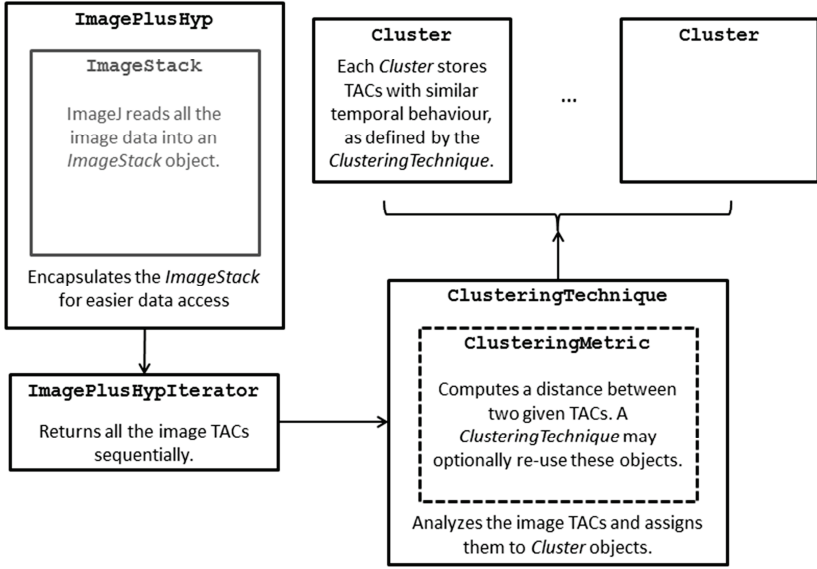 ImagePlusHyp
ImageStack
ImageJ reads all the
image data into an
ImageStack object.
Encapsulates the ImageStack
for easier data access
ImagePlusHypIterator
Returns all the image TACs
sequentially.
Cluster
Each Cluster stores
TACs with similar
temporal behaviour,
as defined by the
ClusteringTechnique.
...
Cluster
ClusteringTechnique
ClusteringMetric
Computes a distance between
two given TACs. A
ClusteringTechnique may
optionally re-use these objects.
Analyzes the image TACs and assigns
them to Cluster objects.